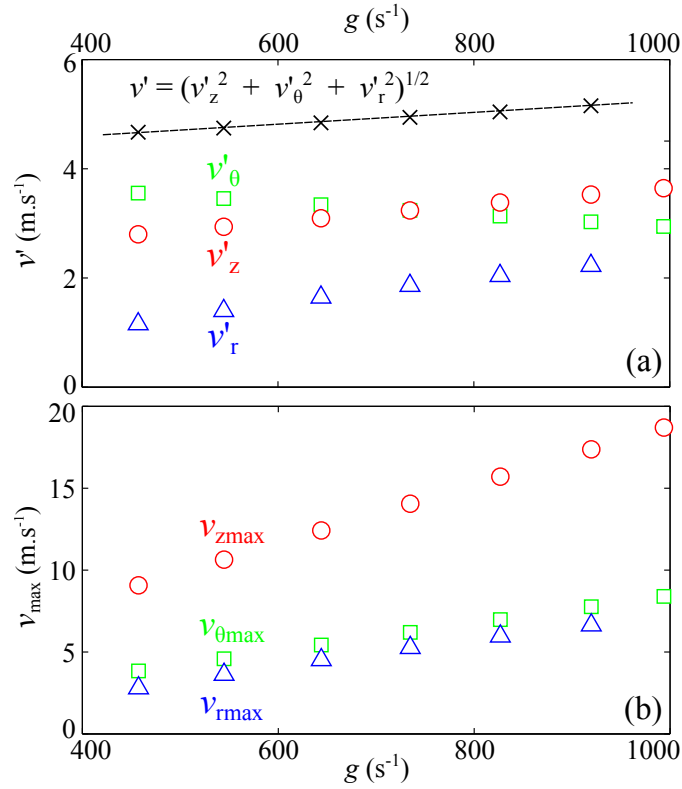 g (s⁻¹)
400 600 800 1000
6
v' = (v'z² + v'θ² + v'r²)¹/²
4
v'θ
v'z
2
v'r
0
v' (m.s⁻¹)
(a)
20
15
vzmax
10
vθmax
5
vrmax
0
vmax (m.s⁻¹)
(b)
400 600 800 1000
g (s⁻¹)